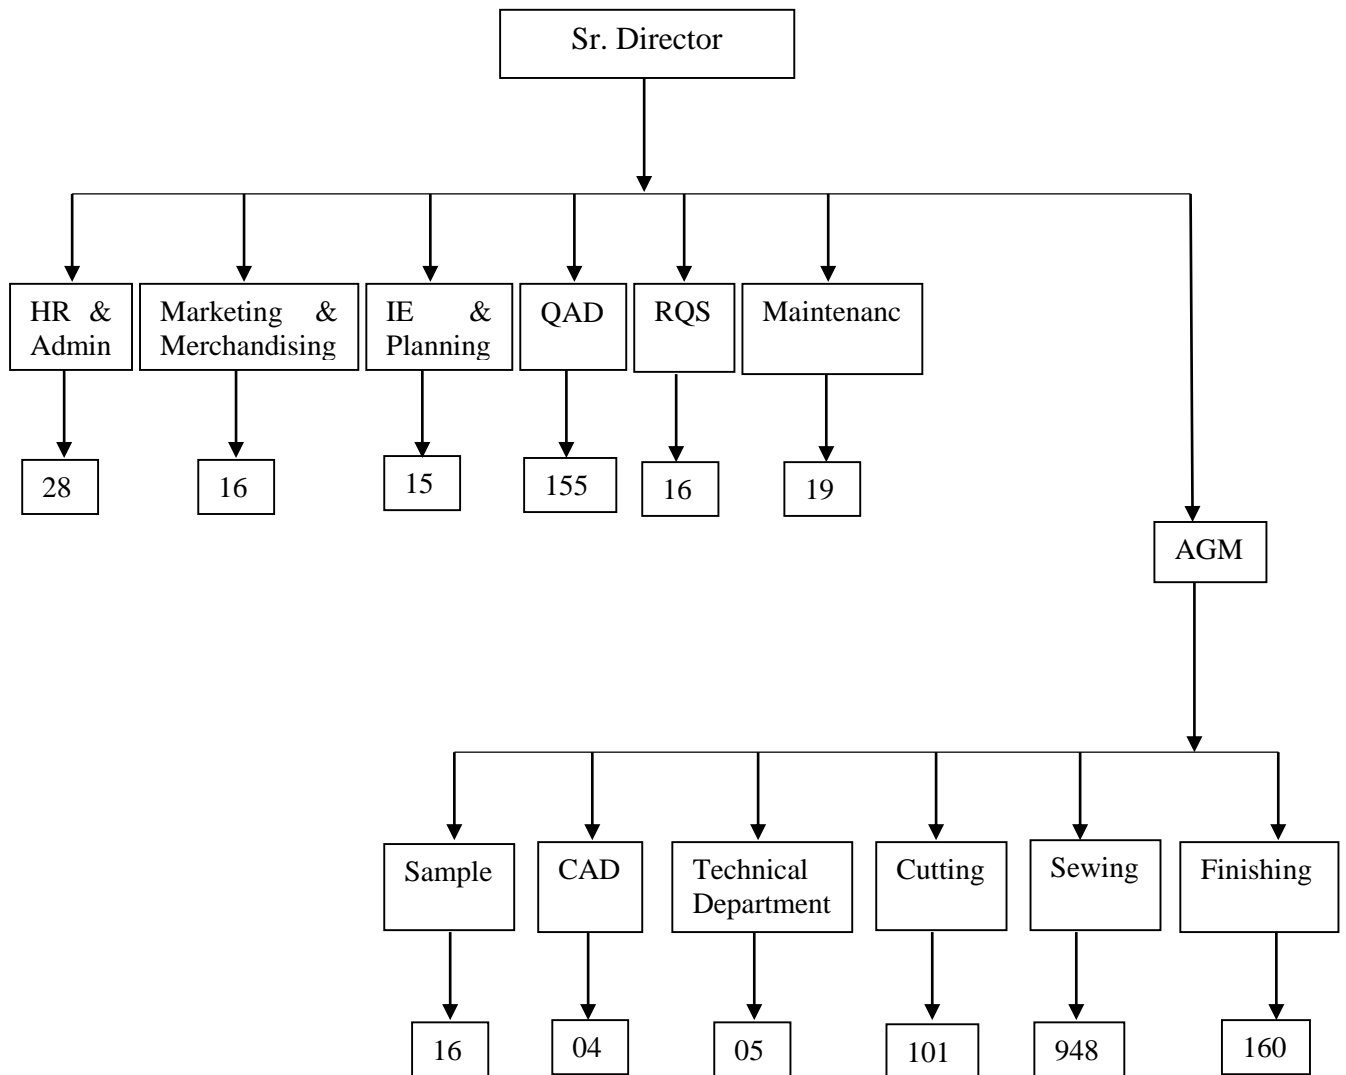 Sr. Director
HR & Admin
Marketing & Merchandising
IE & Planning
QAD
RQS
Maintenanc
28
16
15
155
16
19
AGM
Sample
CAD
Technical
Department
Cutting
Sewing
Finishing
16
04
05
101
948
160